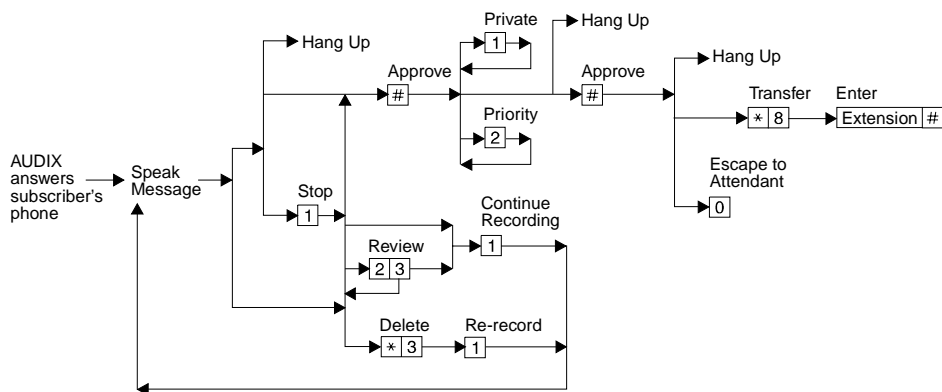 AUDIX
answers
subscriber's
phone
Speak
Message
Hang Up
Stop
1
Approve
#
Private
1
Priority
2
Hang Up
Approve
#
Hang Up
Transfer
* 8
Enter
Extension #
Escape to
Attendant
0
Review
2 3
Continue
Recording
1
Delete
* 3
Re-record
1